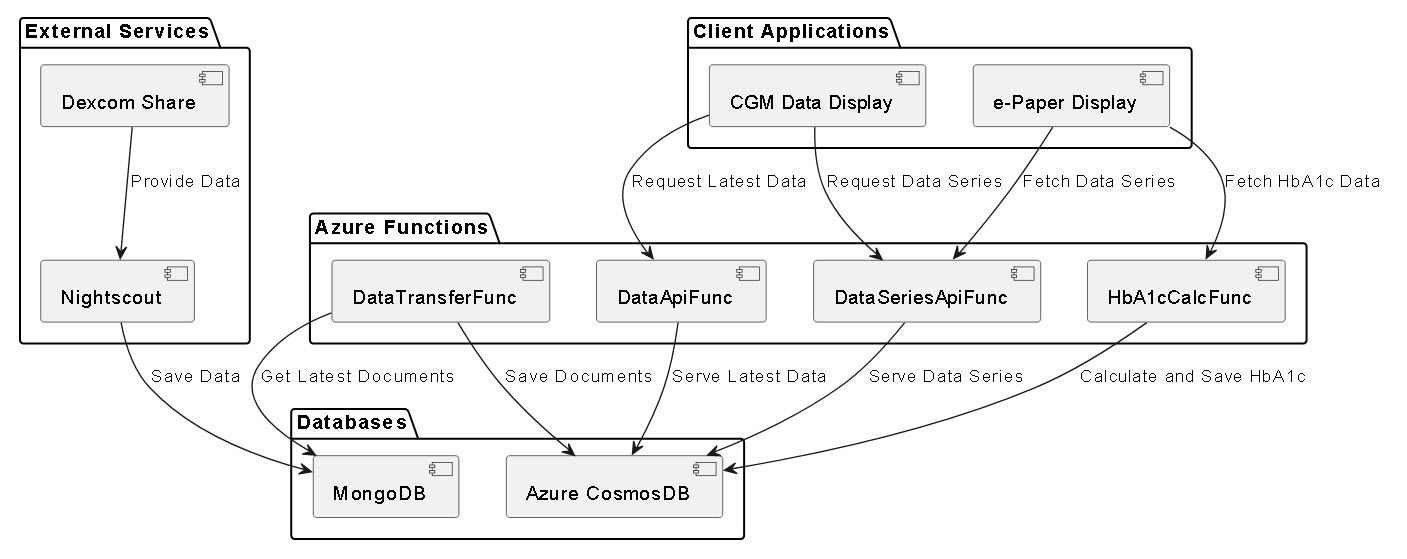 External Services
Client Applications
Dexcom Share
CGM Data Display
e-Paper Display
Provide Data
Request Latest Data
Request Data Series
Fetch Data Series
Fetch HbA1c Data
Azure Functions
Nightscout
DataTransferFunc
DataApiFunc
DataSeriesApiFunc
HbA1cCalcFunc
Save Data
Get Latest Documents
Save Documents
Serve Latest Data
Serve Data Series
Calculate and Save HbA1c
Databases
MongoDB
Azure CosmosDB